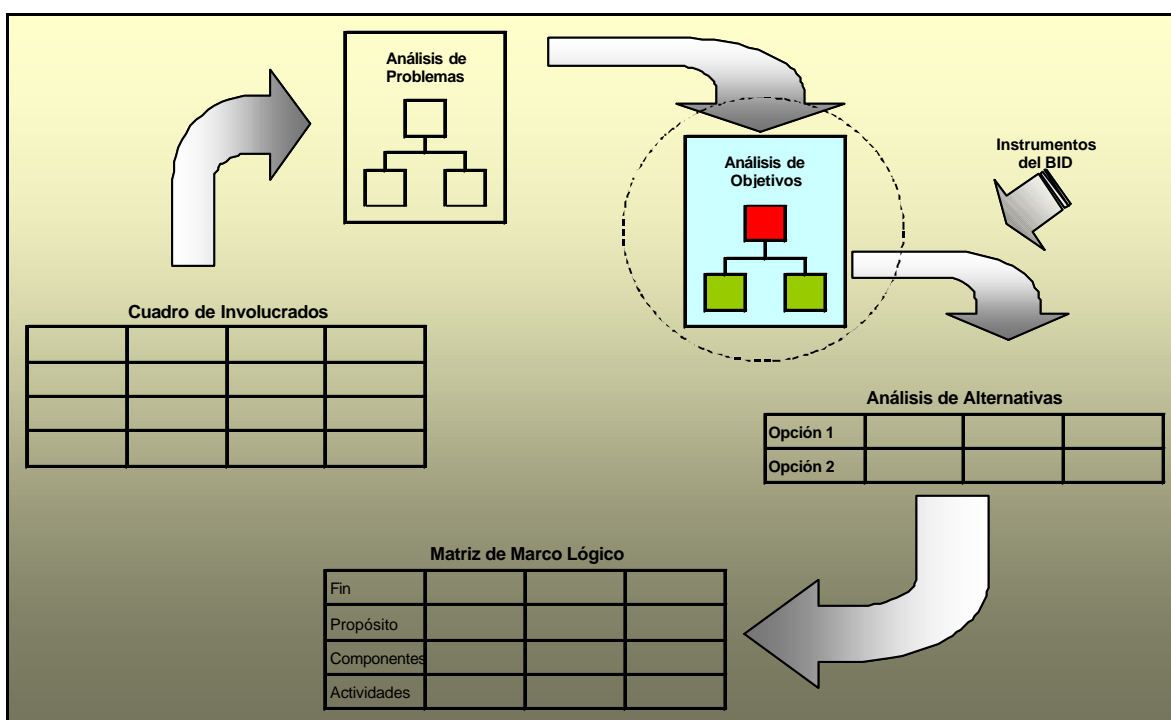 Análisis de
Problemas
Análisis de
Objetivos
Instrumentos
del BID
Cuadro de Involucrados
Análisis de Alternativas
Opción 1
Opción 2
Matriz de Marco Lógico
Fin
Propósito
Componentes
Actividades